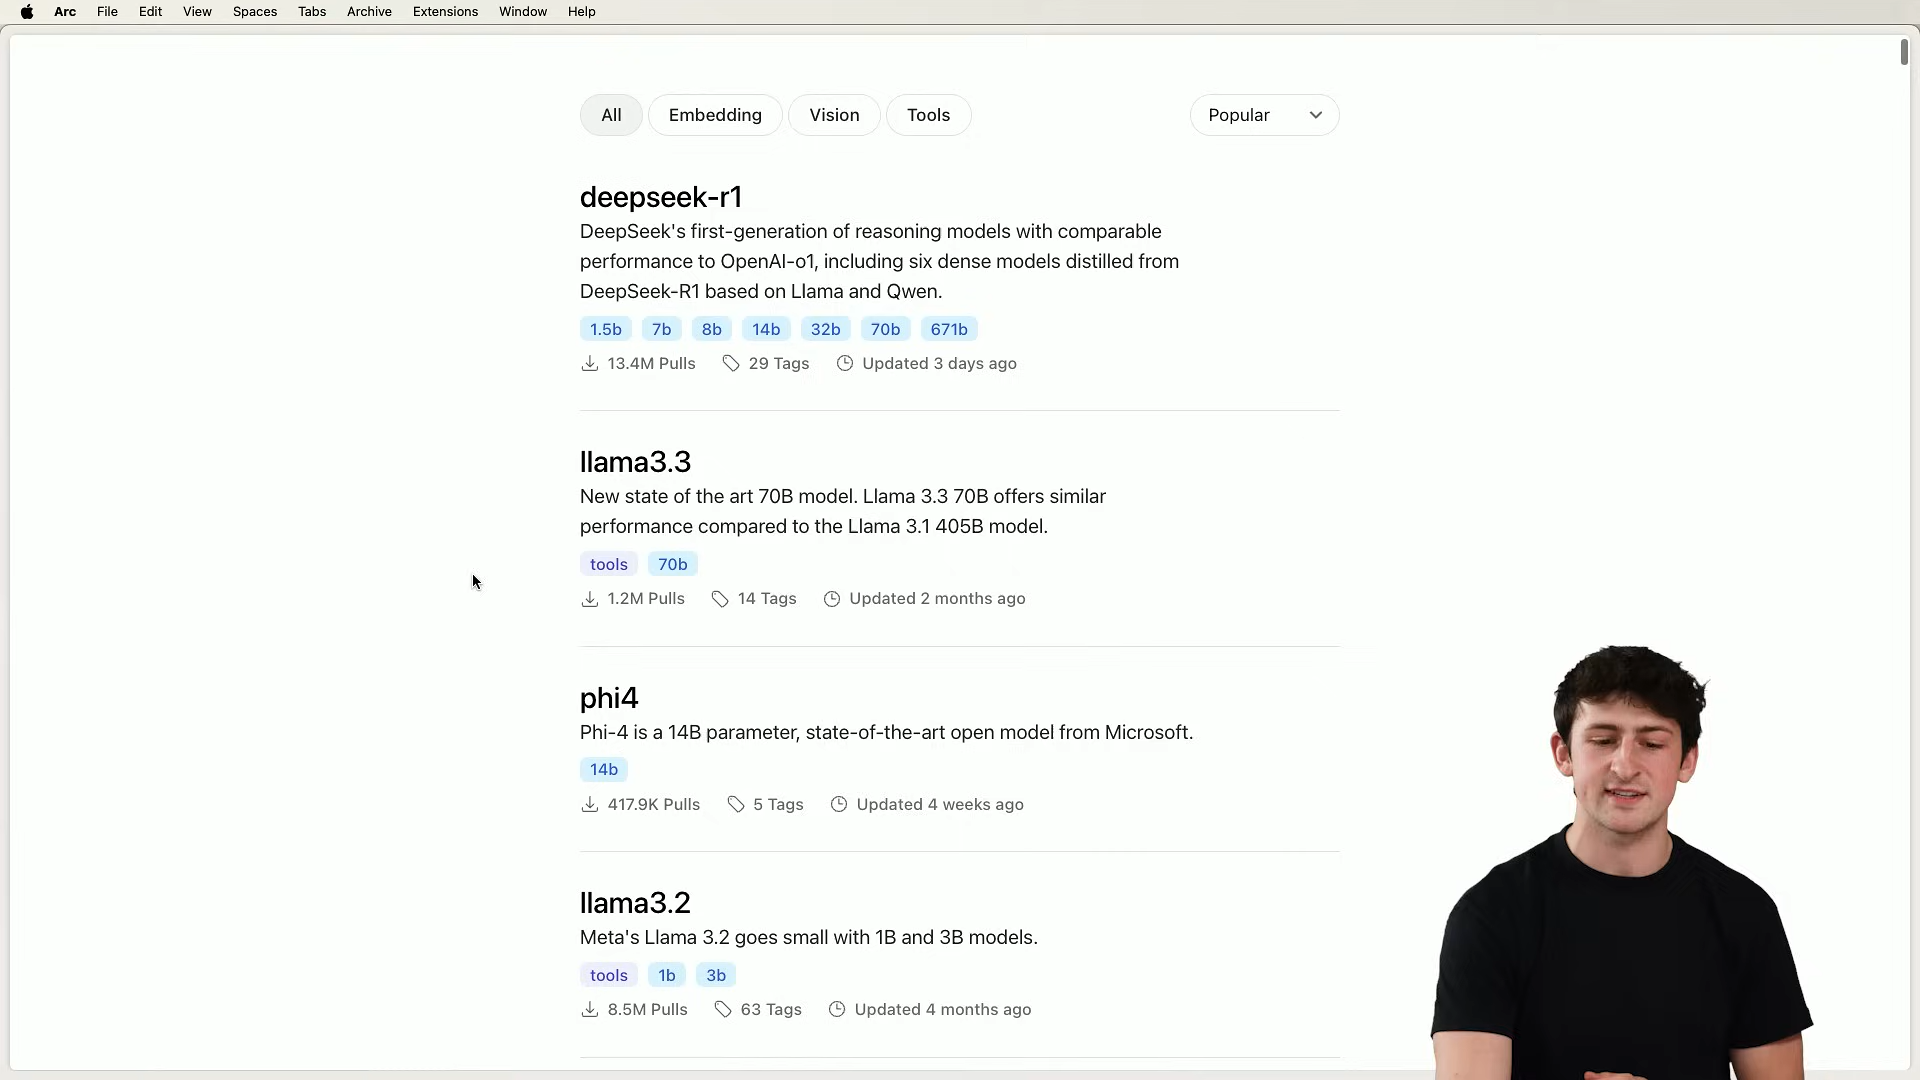 Arc File Edit View Spaces Tabs Archive Extensions Window Help
All Embedding Vision Tools Popular
deepseek-r1
DeepSeek's first-generation of reasoning models with comparable
performance to OpenAI-o1, including six dense models distilled from
DeepSeek-R1 based on Llama and Qwen.
1.5b 7b 8b 14b 32b 70b 671b
13.4M Pulls 29 Tags Updated 3 days ago
llama3.3
New state of the art 70B model. Llama 3.3 70B offers similar
performance compared to the Llama 3.1 405B model.
tools 70b
1.2M Pulls 14 Tags Updated 2 months ago
phi4
Phi-4 is a 14B parameter, state-of-the-art open model from Microsoft.
14b
417.9K Pulls 5 Tags Updated 4 weeks ago
llama3.2
Meta's Llama 3.2 goes small with 1B and 3B models.
tools 1b 3b
8.5M Pulls 63 Tags Updated 4 months ago